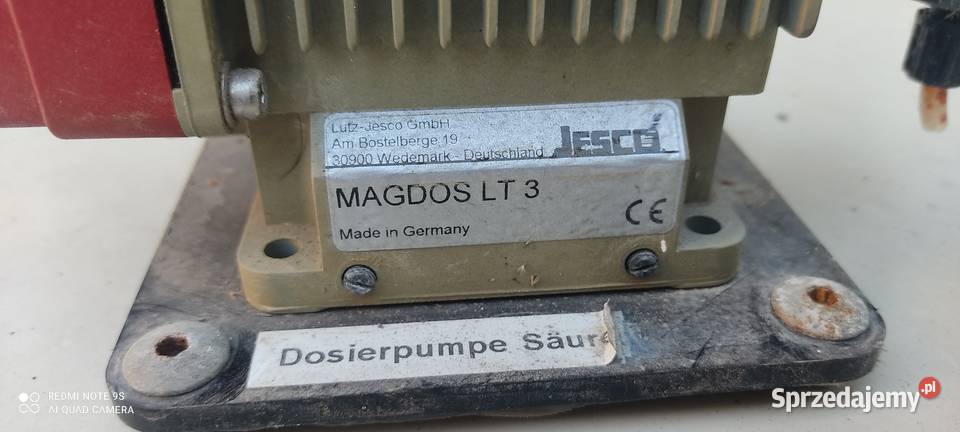 Lutz-Jesco GmbH
Am Bostelberge 19
30900 Wedemark - Deutschland
JESCO
MAGDOS LT 3
CE
Made in Germany
Dosierpumpe Säure
REDMI NOTE 9S
AI QUAD CAMERA
Sprzedajemy.pl